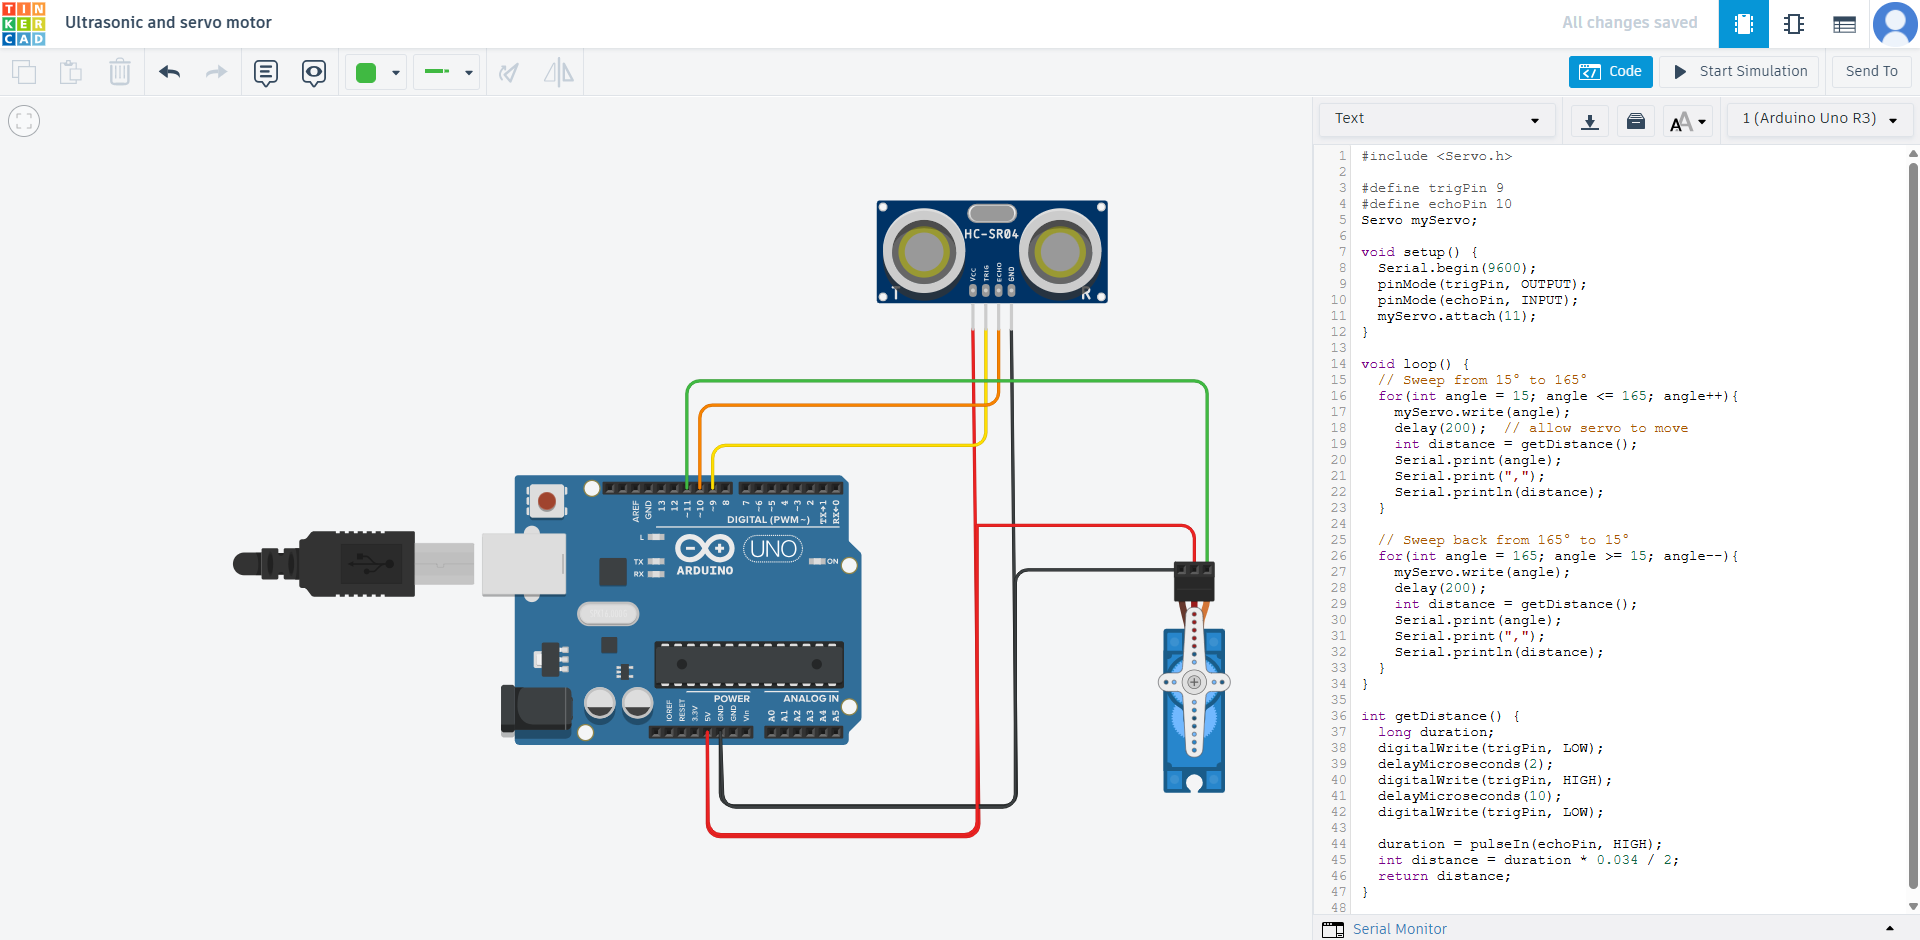 TIN
KER
CAD
Ultrasonic and servo motor
All changes saved
Code
Start Simulation
Send To
Text
AA
1 (Arduino Uno R3)
HC-SR04
VCC
TRIG
ECHO
GND
T
R
AREF
GND
13
12
~11
~10
~9
8
7
~6
~5
4
~3
2
TX→1
RX←0
DIGITAL (PWM~)
L
TX
RX
ARDUINO
UNO
ON
POWER
ANALOG IN
IOREF
RESET
3.3V
5V
GND
GND
Vin
A0
A1
A2
A3
A4
A5
1 #include <Servo.h>
2
3 #define trigPin 9
4 #define echoPin 10
5 Servo myServo;
6
7 void setup() {
8 Serial.begin(9600);
9 pinMode(trigPin, OUTPUT);
10 pinMode(echoPin, INPUT);
11 myServo.attach(11);
12 }
13
14 void loop() {
15 // Sweep from 15° to 165°
16 for(int angle = 15; angle <= 165; angle++){
17 myServo.write(angle);
18 delay(200); // allow servo to move
19 int distance = getDistance();
20 Serial.print(angle);
21 Serial.print(",");
22 Serial.println(distance);
23 }
24
25 // Sweep back from 165° to 15°
26 for(int angle = 165; angle >= 15; angle--){
27 myServo.write(angle);
28 delay(200);
29 int distance = getDistance();
30 Serial.print(angle);
31 Serial.print(",");
32 Serial.println(distance);
33 }
34 }
35
36 int getDistance() {
37 long duration;
38 digitalWrite(trigPin, LOW);
39 delayMicroseconds(2);
40 digitalWrite(trigPin, HIGH);
41 delayMicroseconds(10);
42 digitalWrite(trigPin, LOW);
43
44 duration = pulseIn(echoPin, HIGH);
45 int distance = duration * 0.034 / 2;
46 return distance;
47 }
48
Serial Monitor